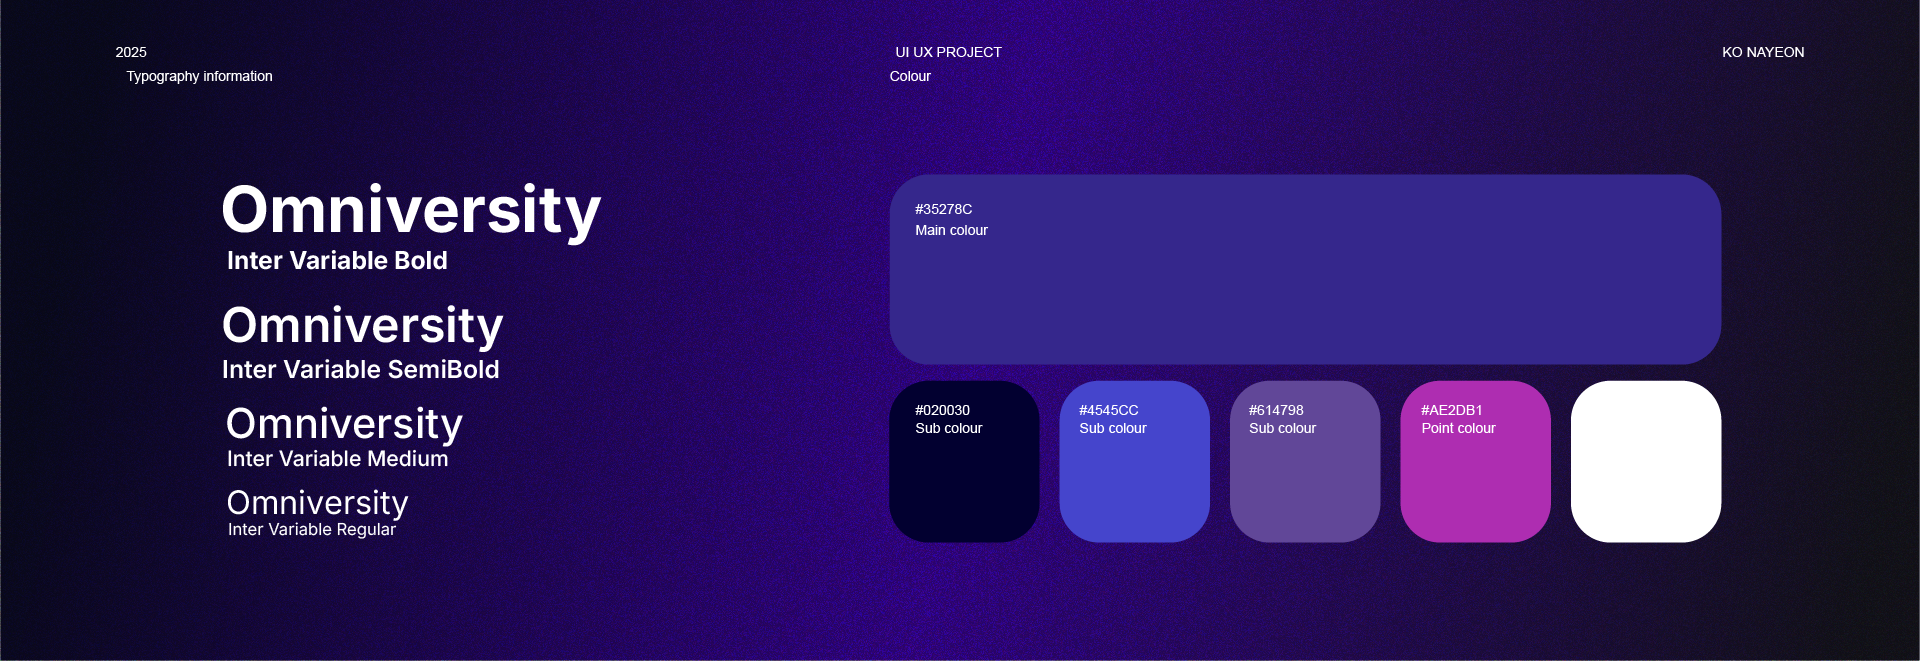 2025
UI UX PROJECT
KO NAYEON
Typography information
Colour
Omniversity
Inter Variable Bold
Omniversity
Inter Variable SemiBold
Omniversity
Inter Variable Medium
Omniversity
Inter Variable Regular
#35278C
Main colour
#020030
Sub colour
#4545CC
Sub colour
#614798
Sub colour
#AE2DB1
Point colour